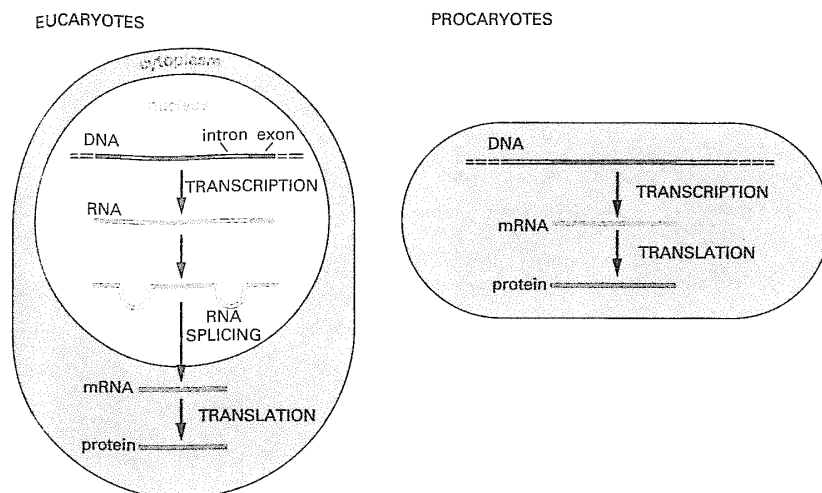 EUCARYOTES
cytoplasm
nucleus
DNA
intron exon
TRANSCRIPTION
RNA
RNA
SPLICING
mRNA
TRANSLATION
protein
PROCARYOTES
DNA
TRANSCRIPTION
mRNA
TRANSLATION
protein